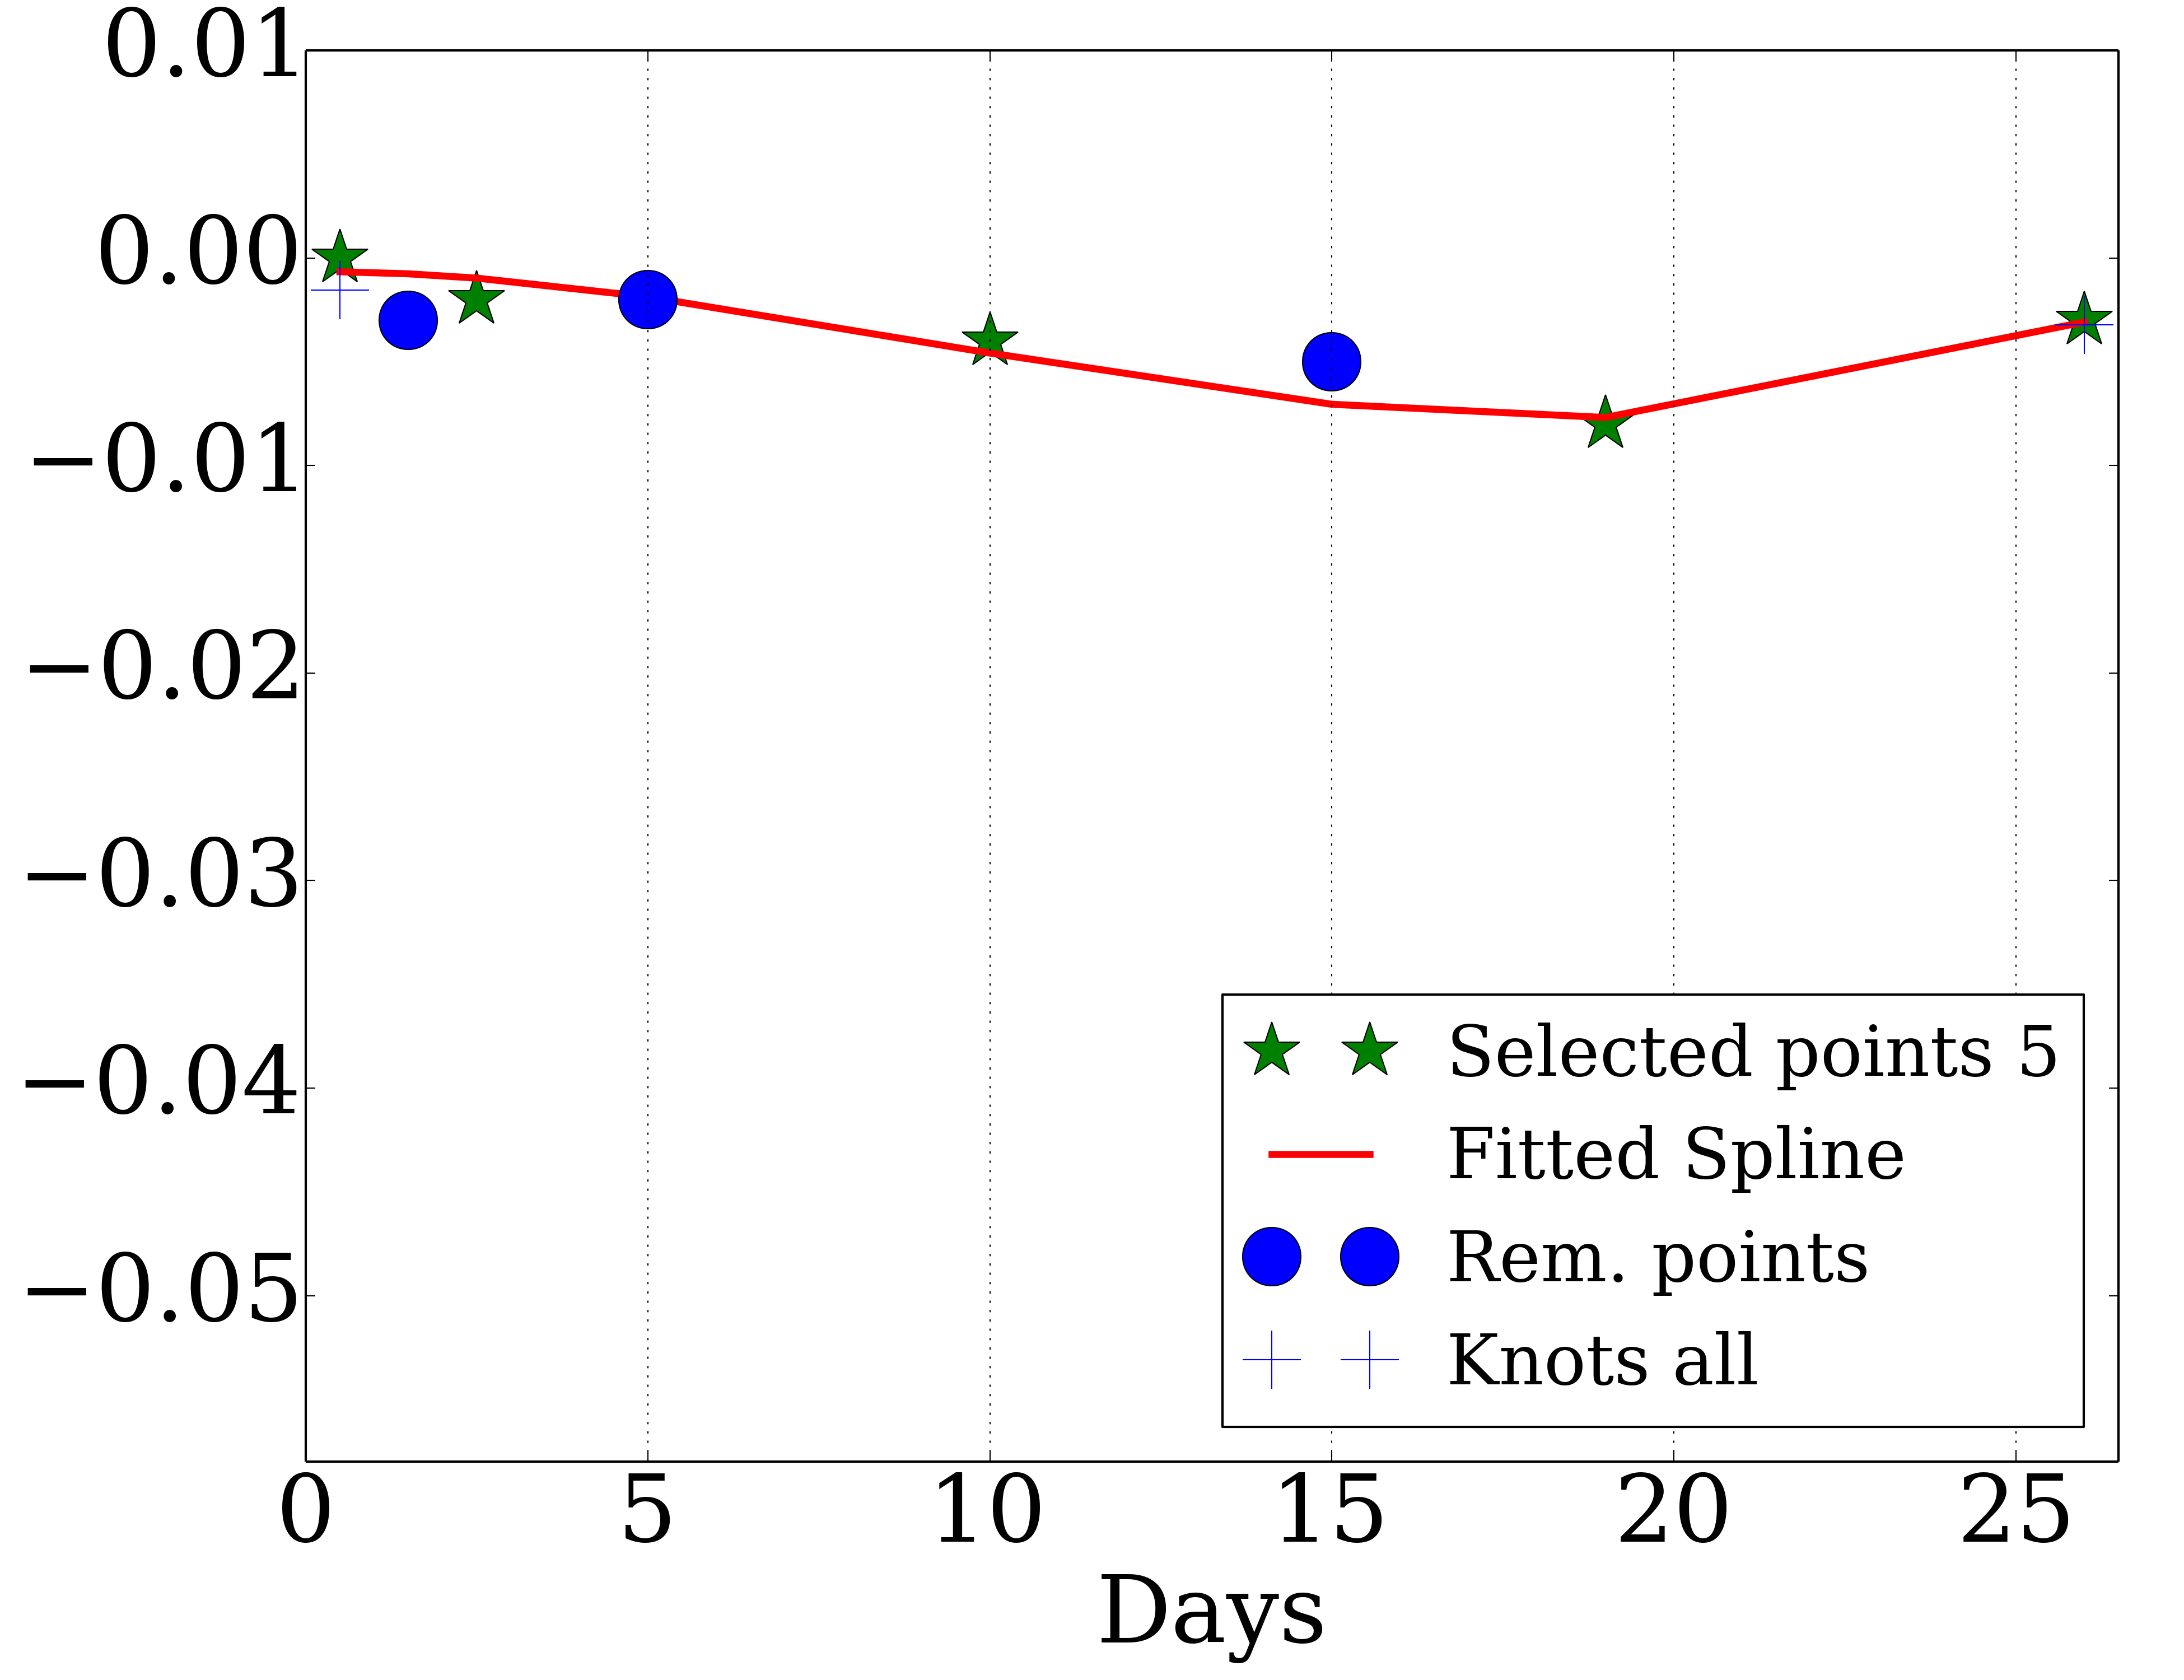 0.01
0.00
−0.01
−0.02
−0.03
−0.04
−0.05
Selected points 5
Fitted Spline
Rem. points
Knots all
0 5 10 15 20 25
Days